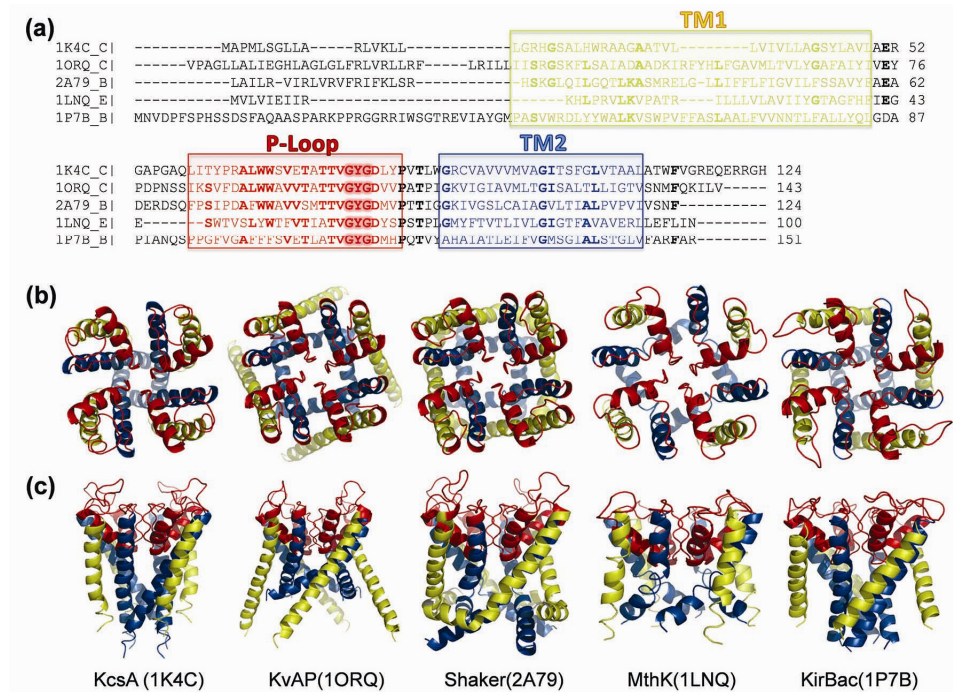 (a)
TM1
1K4C_C| -----------MAPMLSGLLA---RLVKLL-----------LGRHGSALHWRAAGAATVL-------LVIVLLAGSYLAVLAER 52
1ORQ_C| ------VPAGLLALIEGHLAGLGLFRLVRLLRF------LRILLIISRGSKFLSAIADAADKIRFYHLFGAVMLTVLYGAFAIYIVEY 76
2A79_B| ----------LAILR-VIRLVRVFRIFKLSR-----------HSRGLQILGQTLKASMRELG-LLIFFLFIGVILFSSAVYFAEA 62
1LNQ_E| ----------MVLVIEIIR---------------------------KHLPRVLKVPATR----ILLLVLAVIIYGTAGFHFIEG 43
1P7B_B| MNVDPFSPHSSDSFAQAASPARKPPRGGRRIWSGTREVIAYGMPASVWRDLYYWALKVSWPVFFASLAALFVVNNTLFALLYQLGDA 87
P-Loop
TM2
1K4C_C| GAPGAQLITYPRALWWSVETATTVGYGDLYPVTLWGRCVAVVVMVAGITSFGLVTAALATWFVGREQERRGH 124
1ORQ_C| PDPNSSIKSVFDALWWAVVTATTVGYGDVVPATPIGKVIGIAVMLTGISALTLLIGTVSNMFQKILV----- 143
2A79_B| DERDSQFPSIPDAFWWAVVSMTTVGYGDMVPTTIGGKIVGSLCAIAGVLTIALPVPVIVSNFL--------- 124
1LNQ_E| E------SWTVSLYWTFVTIATVGYGDYSPSTPLGMYFTVTLIVLGIGTFAVAVERLLEFLIN--------- 100
1P7B_B| PIANQSPPGFVGAFFFSVETLATVGYGDMHPQTVYAHAIATLEIFVGMSGIALSTGLVFARFAR------- 151
(b)
(c)
KcsA (1K4C) KvAP(1ORQ) Shaker(2A79) MthK(1LNQ) KirBac(1P7B)